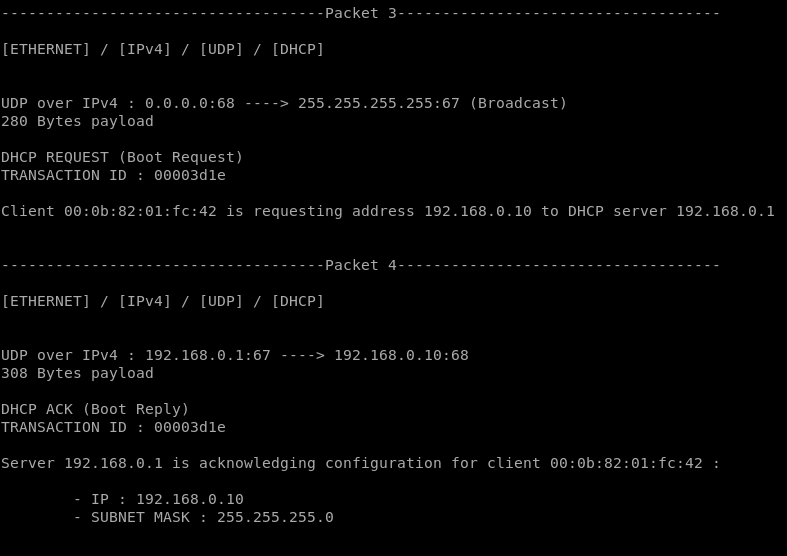 ------------------------------------Packet 3------------------------------------
[ETHERNET] / [IPv4] / [UDP] / [DHCP]
UDP over IPv4 : 0.0.0.0:68 ----> 255.255.255.255:67 (Broadcast)
280 Bytes payload
DHCP REQUEST (Boot Request)
TRANSACTION ID : 00003d1e
Client 00:0b:82:01:fc:42 is requesting address 192.168.0.10 to DHCP server 192.168.0.1
------------------------------------Packet 4------------------------------------
[ETHERNET] / [IPv4] / [UDP] / [DHCP]
UDP over IPv4 : 192.168.0.1:67 ----> 192.168.0.10:68
308 Bytes payload
DHCP ACK (Boot Reply)
TRANSACTION ID : 00003d1e
Server 192.168.0.1 is acknowledging configuration for client 00:0b:82:01:fc:42 :
- IP : 192.168.0.10
- SUBNET MASK : 255.255.255.0